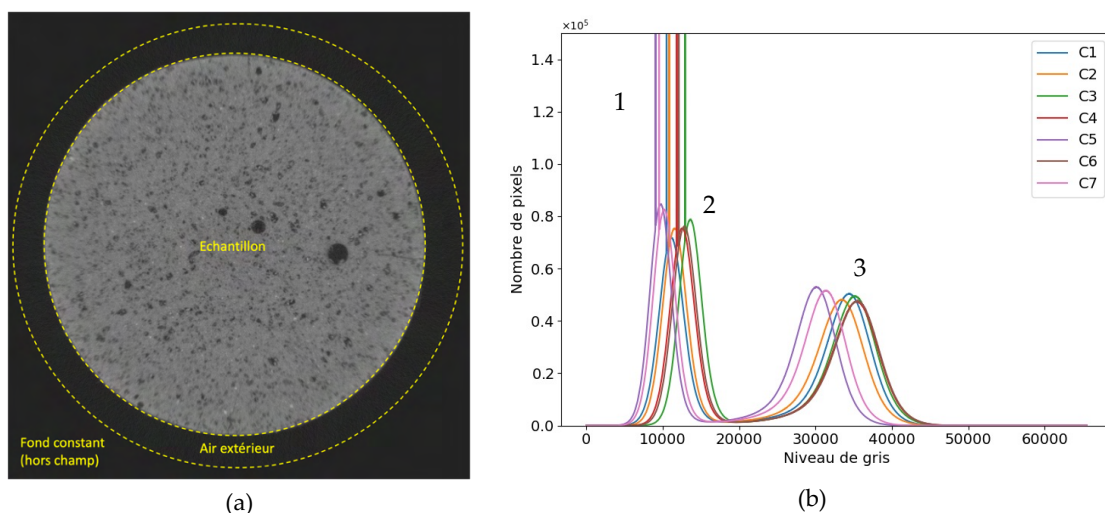 Echantillon
Air extérieur
Fond constant
(hors champ)
(a)
×10⁵
1.4
1.2
1.0
0.8
0.6
0.4
0.2
0.0
Nombre de pixels
1
2
3
C1
C2
C3
C4
C5
C6
C7
0
10000
20000
30000
40000
50000
60000
Niveau de gris
(b)